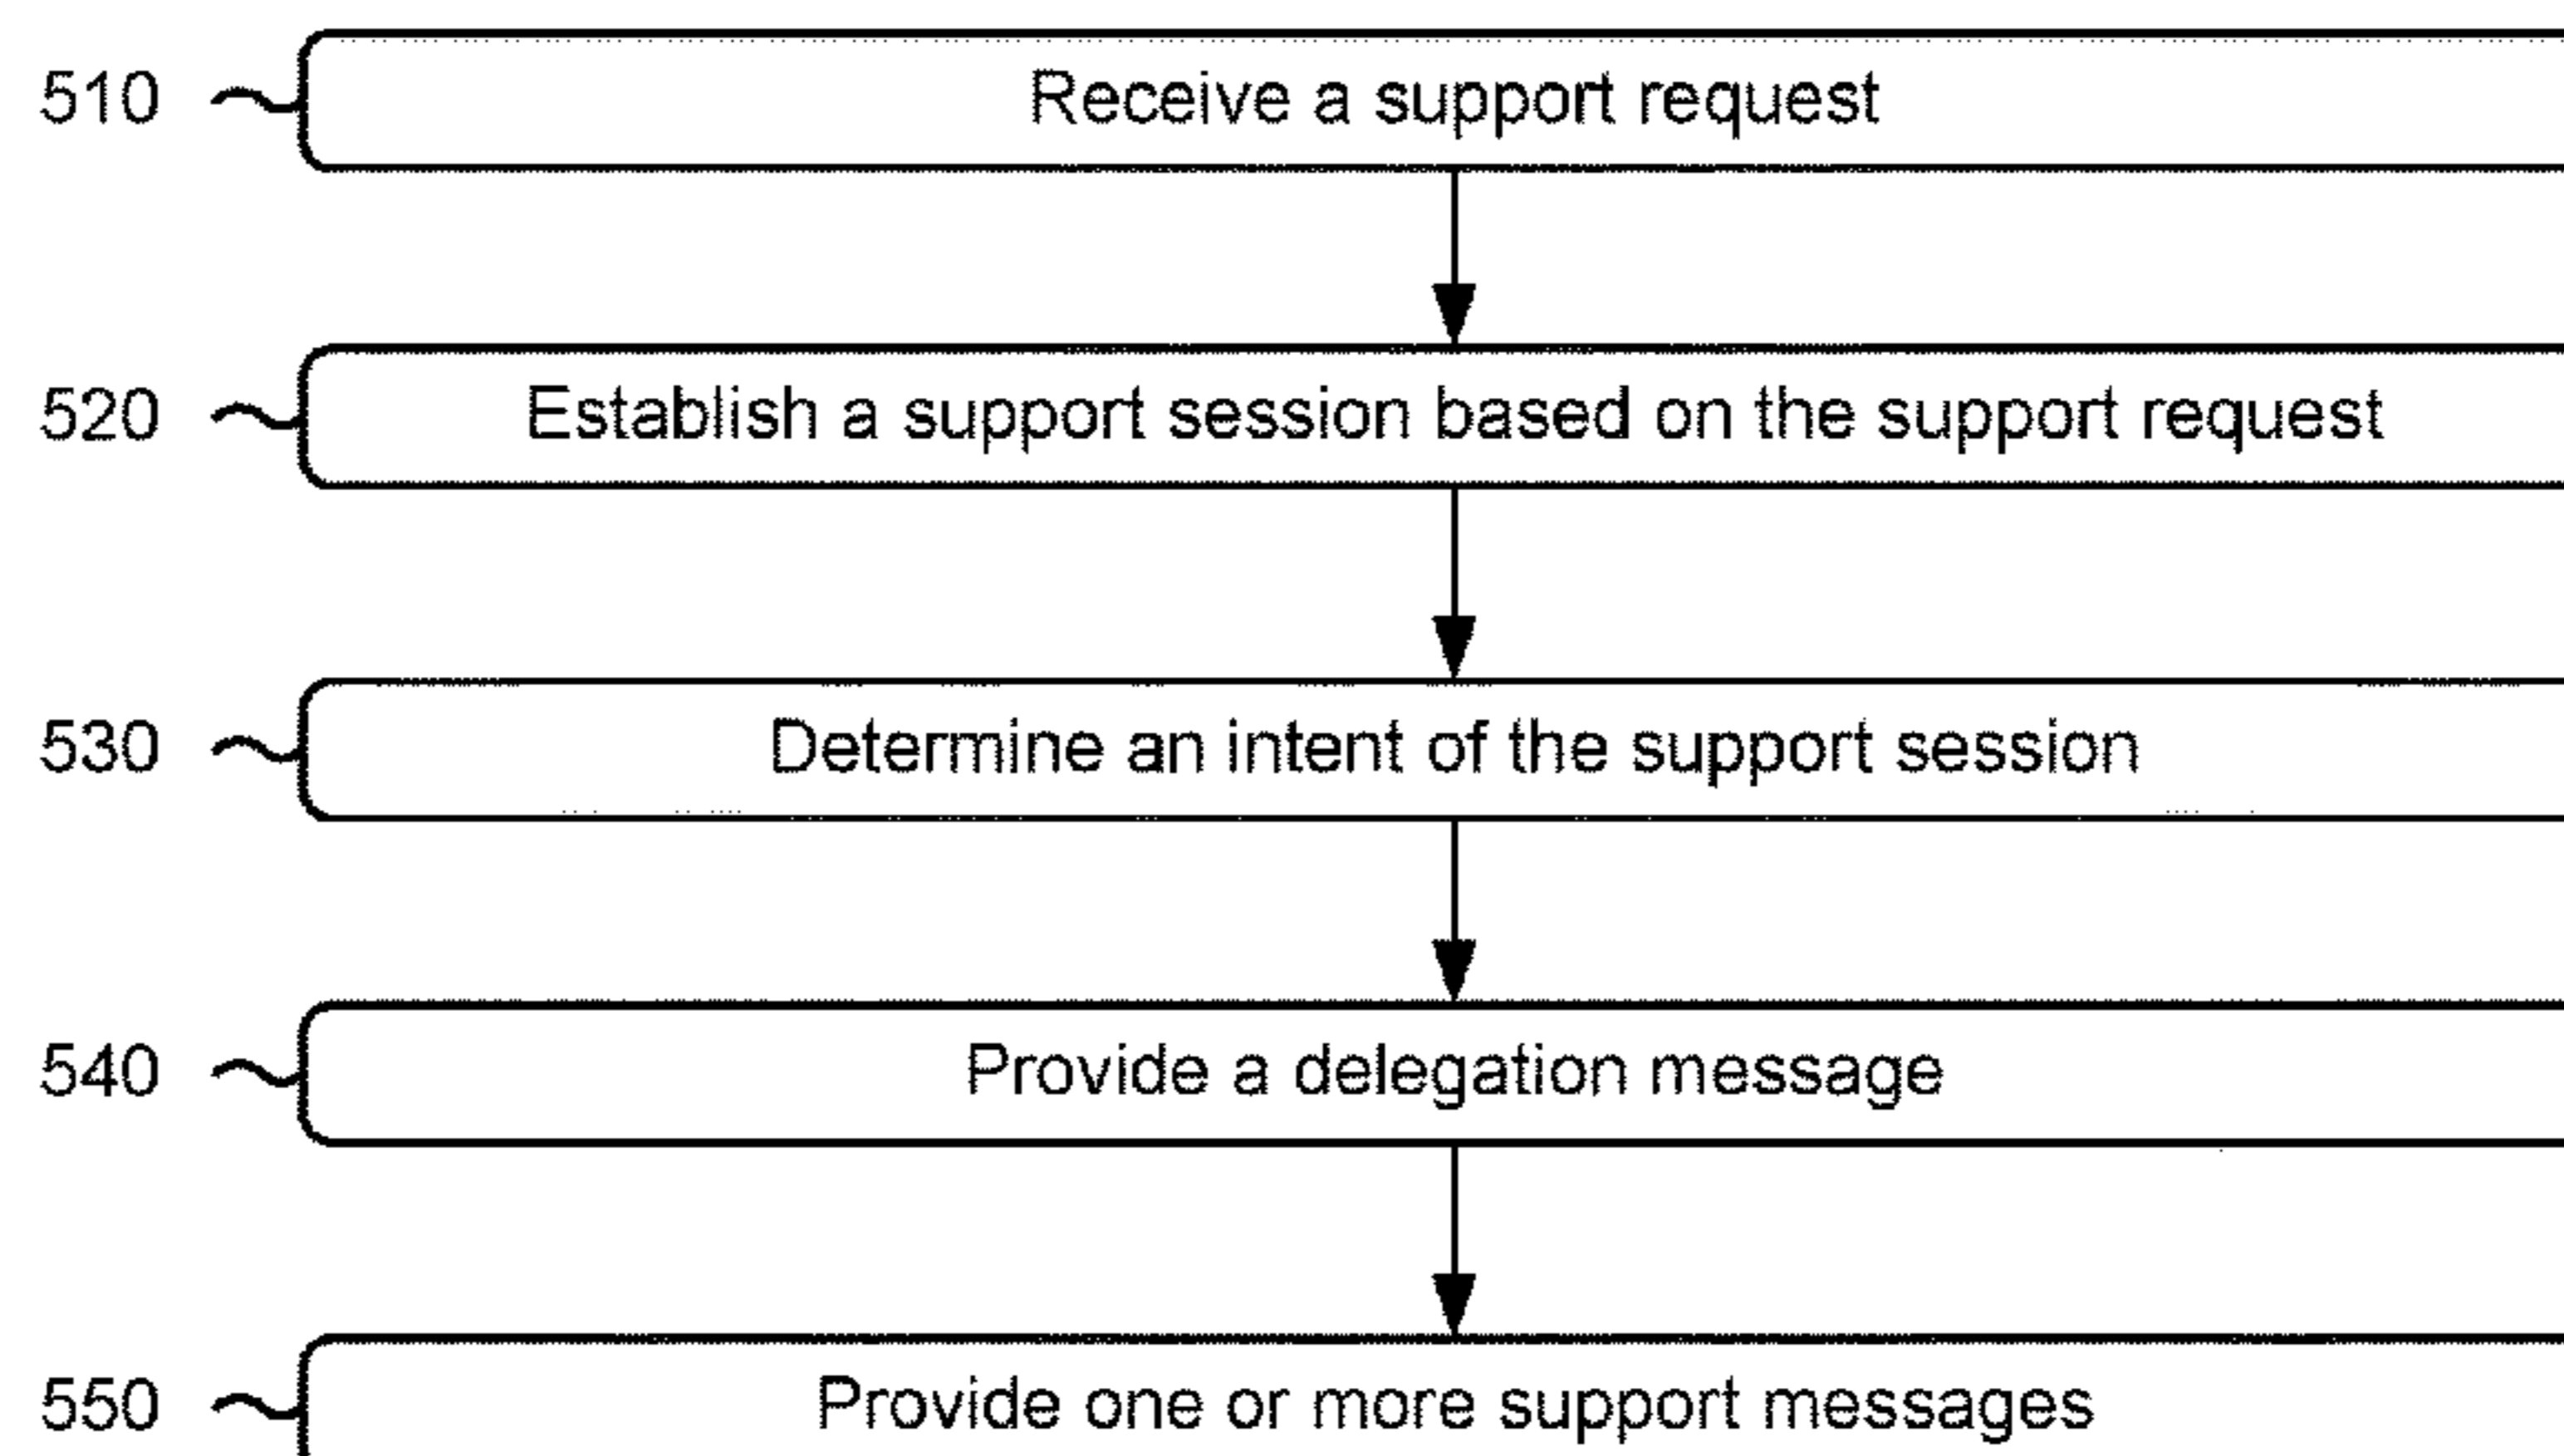 510 Receive a support request
520 Establish a support session based on the support request
530 Determine an intent of the support session
540 Provide a delegation message
550 Provide one or more support messages